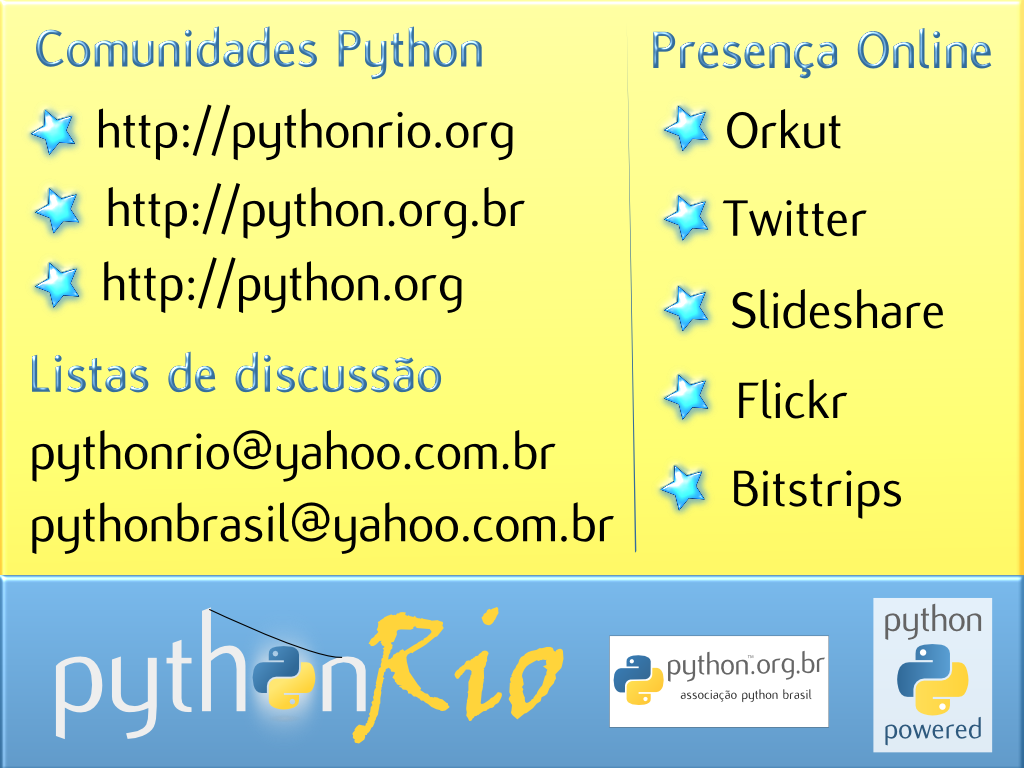 Comunidades Python
http://pythonrio.org
http://python.org.br
http://python.org
Listas de discussão
pythonrio@yahoo.com.br
pythonbrasil@yahoo.com.br
Presença Online
Orkut
Twitter
Slideshare
Flickr
Bitstrips
pythonRio
python™.org.br
associação python brasil
python
powered